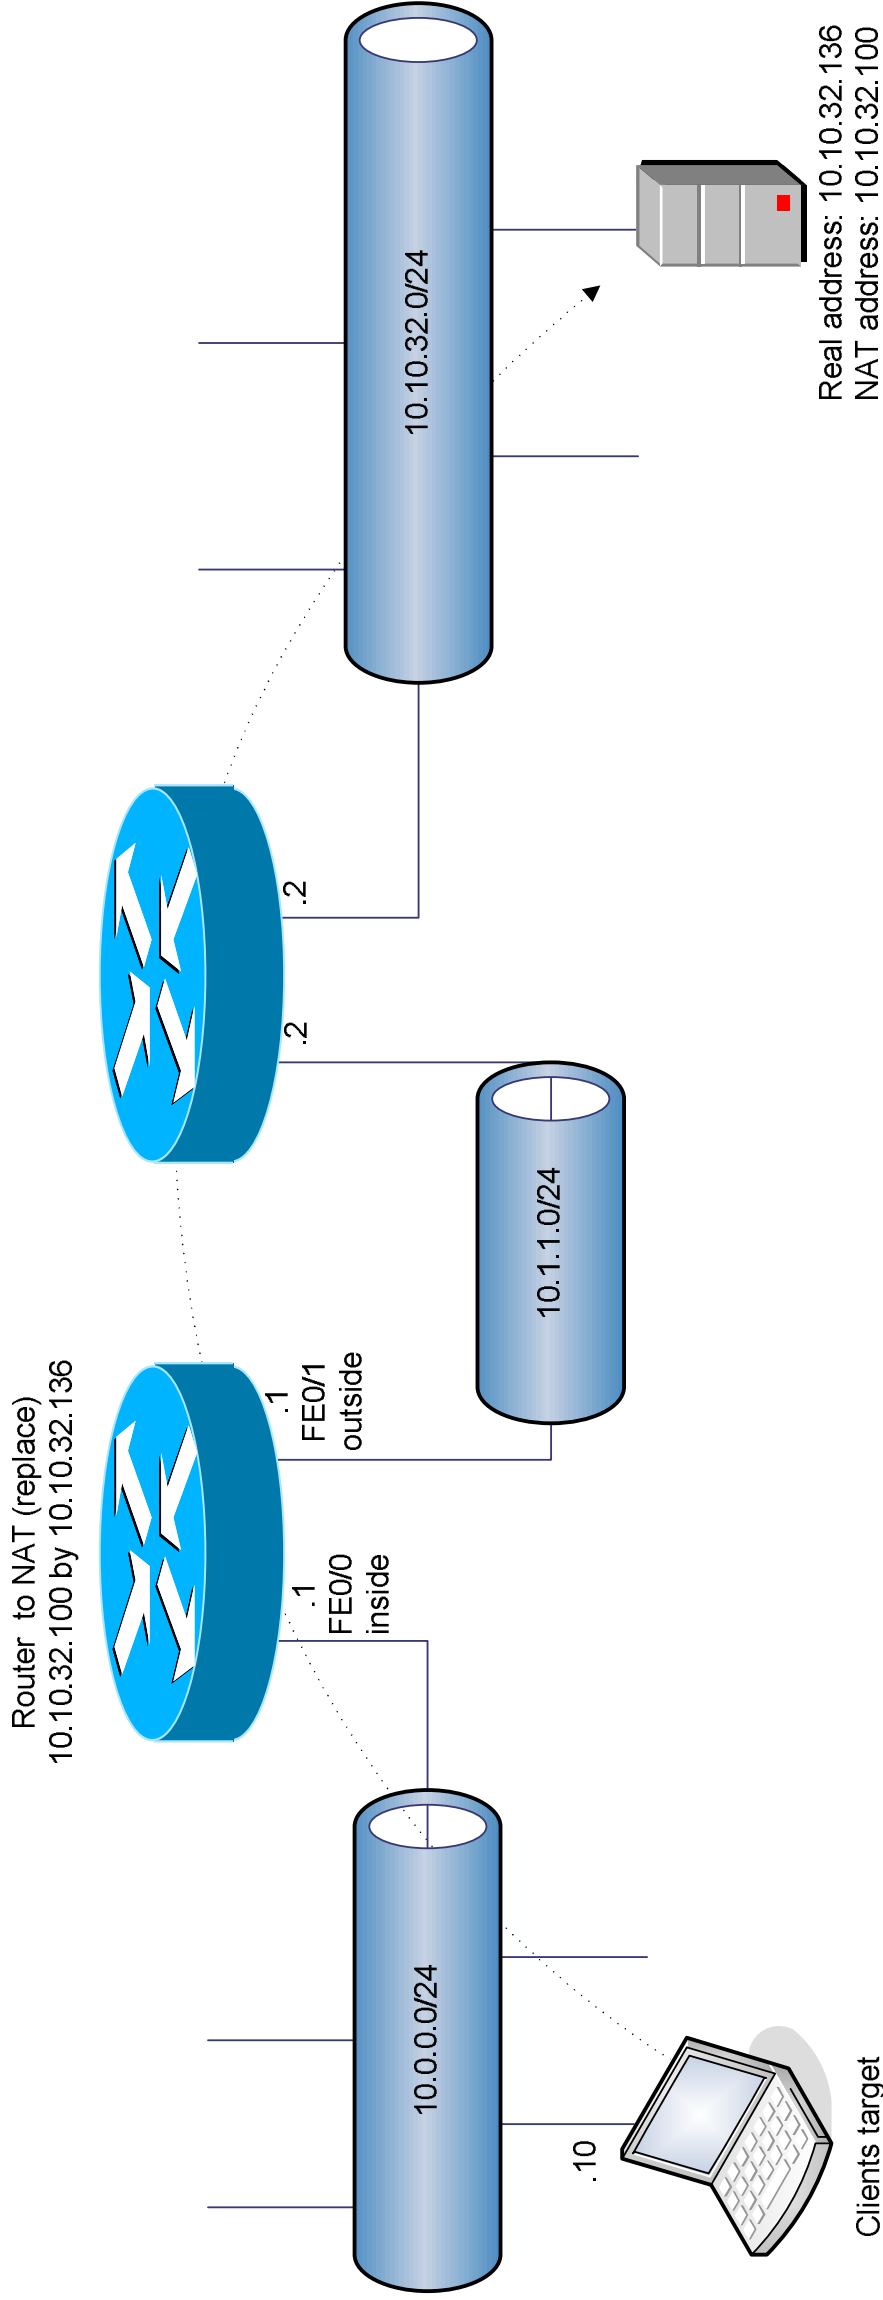 Router to NAT (replace)
10.10.32.100 by 10.10.32.136
.1
FE0/0
inside
.1
FE0/1
outside
.2
.2
10.0.0.0/24
10.1.1.0/24
10.10.32.0/24
.10
Clients target
Real address: 10.10.32.136
NAT address: 10.10.32.100